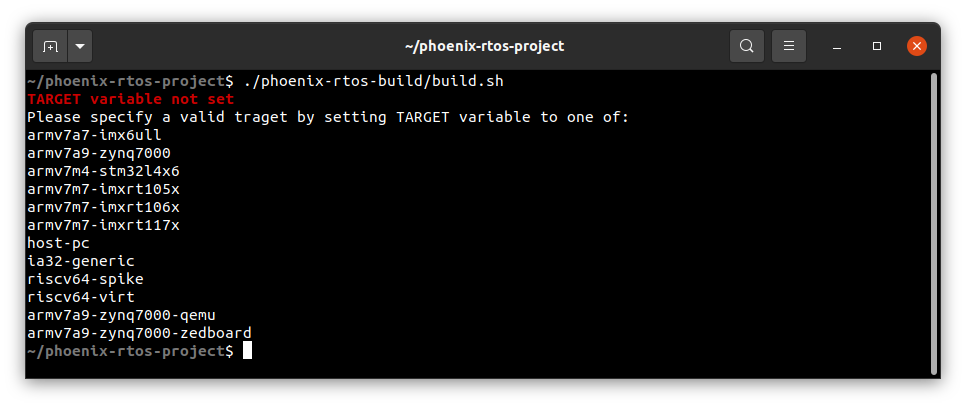 ~/phoenix-rtos-project
~/phoenix-rtos-project$ ./phoenix-rtos-build/build.sh
TARGET variable not set
Please specify a valid traget by setting TARGET variable to one of:
armv7a7-imx6ull
armv7a9-zynq7000
armv7m4-stm32l4x6
armv7m7-imxrt105x
armv7m7-imxrt106x
armv7m7-imxrt117x
host-pc
ia32-generic
riscv64-spike
riscv64-virt
armv7a9-zynq7000-qemu
armv7a9-zynq7000-zedboard
~/phoenix-rtos-project$